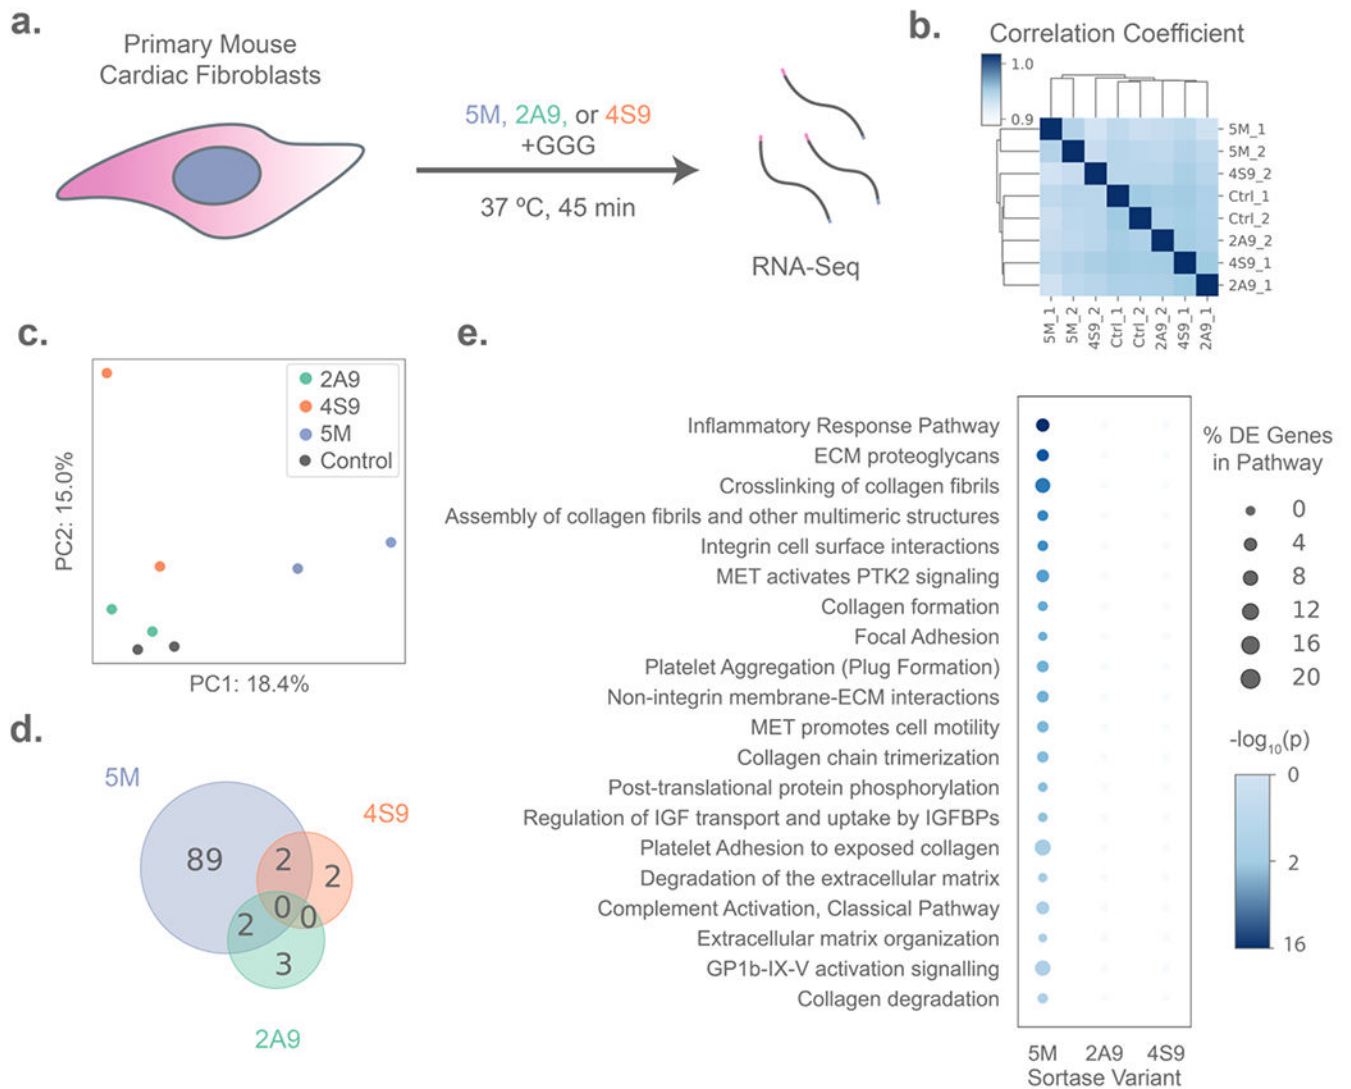 a.
Primary Mouse
Cardiac Fibroblasts
5M, 2A9, or 4S9
+GGG
37 ºC, 45 min
RNA-Seq
b.
Correlation Coefficient
1.0
0.9
5M_1
5M_2
4S9_2
Ctrl_1
Ctrl_2
2A9_2
4S9_1
2A9_1
5M_1
5M_2
4S9_2
Ctrl_1
Ctrl_2
2A9_2
4S9_1
2A9_1
c.
2A9
4S9
5M
Control
PC2: 15.0%
PC1: 18.4%
d.
5M
4S9
89
2
2
0
0
2
3
2A9
e.
Inflammatory Response Pathway
ECM proteoglycans
Crosslinking of collagen fibrils
Assembly of collagen fibrils and other multimeric structures
Integrin cell surface interactions
MET activates PTK2 signaling
Collagen formation
Focal Adhesion
Platelet Aggregation (Plug Formation)
Non-integrin membrane-ECM interactions
MET promotes cell motility
Collagen chain trimerization
Post-translational protein phosphorylation
Regulation of IGF transport and uptake by IGFBPs
Platelet Adhesion to exposed collagen
Degradation of the extracellular matrix
Complement Activation, Classical Pathway
Extracellular matrix organization
GP1b-IX-V activation signalling
Collagen degradation
5M 2A9 4S9
Sortase Variant
% DE Genes
in Pathway
0
4
8
12
16
20
-log10(p)
0
2
16